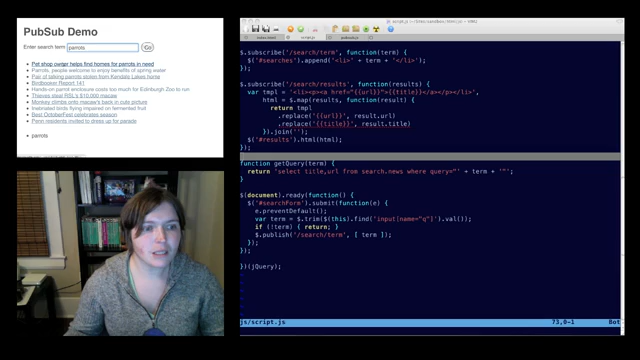 PubSub Demo
Enter search term parrots Go
Pet shop owner helps find homes for parrots in need
Parrots, people welcome to enjoy benefits of spring water
Pair of talking parrots stolen from Kendale Lakes home
Birdbooker Report 141
Hands-on parrot enclosure costs too much for Edinburgh Zoo to run
Thieves steal RSL's $10,000 macaw
Monkey climbs onto macaw's back in cute picture
Inebriated birds flying impaired on fermented fruit
Best OctoberFest celebrates season
Penn residents invited to dress up for parade
parrots
$.subscribe('/search/term', function(term) {
$('#searches').append('<li>' + term + '</li>');
});
$.subscribe('/search/results', function(results) {
var tmpl = '<li><p><a href="{{url}}">{{title}}</a></p></li>',
html = $.map(results, function(result) {
return tmpl
.replace('{{url}}', result.url)
.replace('{{title}}', result.title)
}).join('');
$('#results').html(html);
});
function getQuery(term) {
return 'select title,url from search.news where query="' + term + '"';
}
$(document).ready(function() {
$('#searchForm').submit(function(e) {
e.preventDefault();
var term = $.trim($(this).find('input[name="q"]').val());
if (!term) { return; }
$.publish('/search/term', [ term ]);
});
});
})(jQuery);
js/script.js 73,0-1 Bot